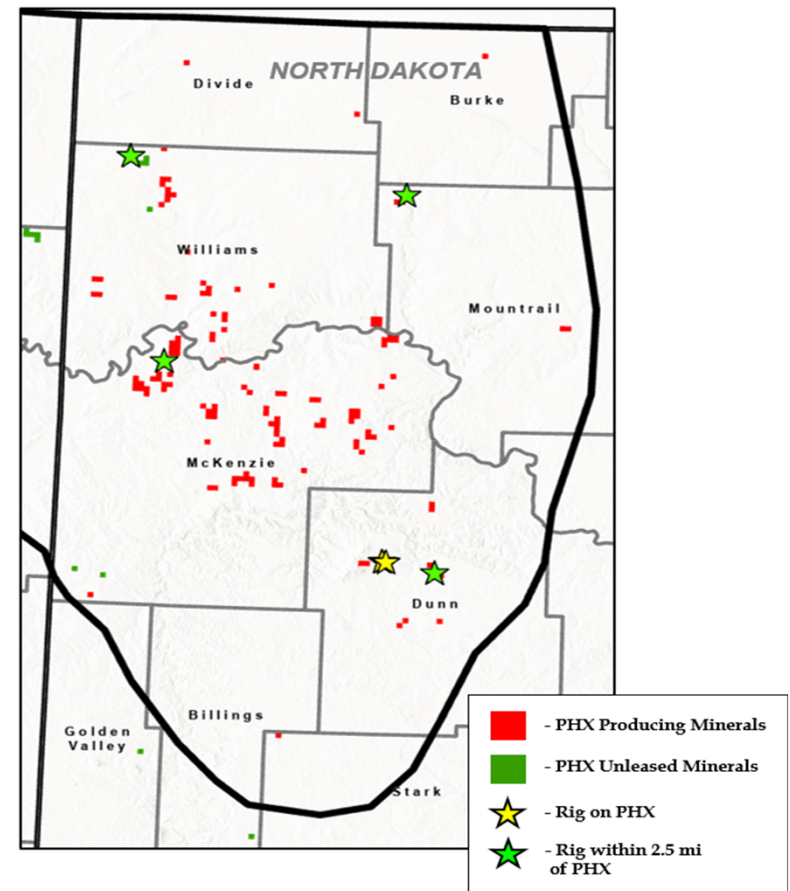 NORTH DAKOTA
Divide
Burke
Williams
Mountrail
McKenzie
Dunn
Billings
Golden
Valley
Stark
- PHX Producing Minerals
- PHX Unleased Minerals
- Rig on PHX
- Rig within 2.5 mi
of PHX